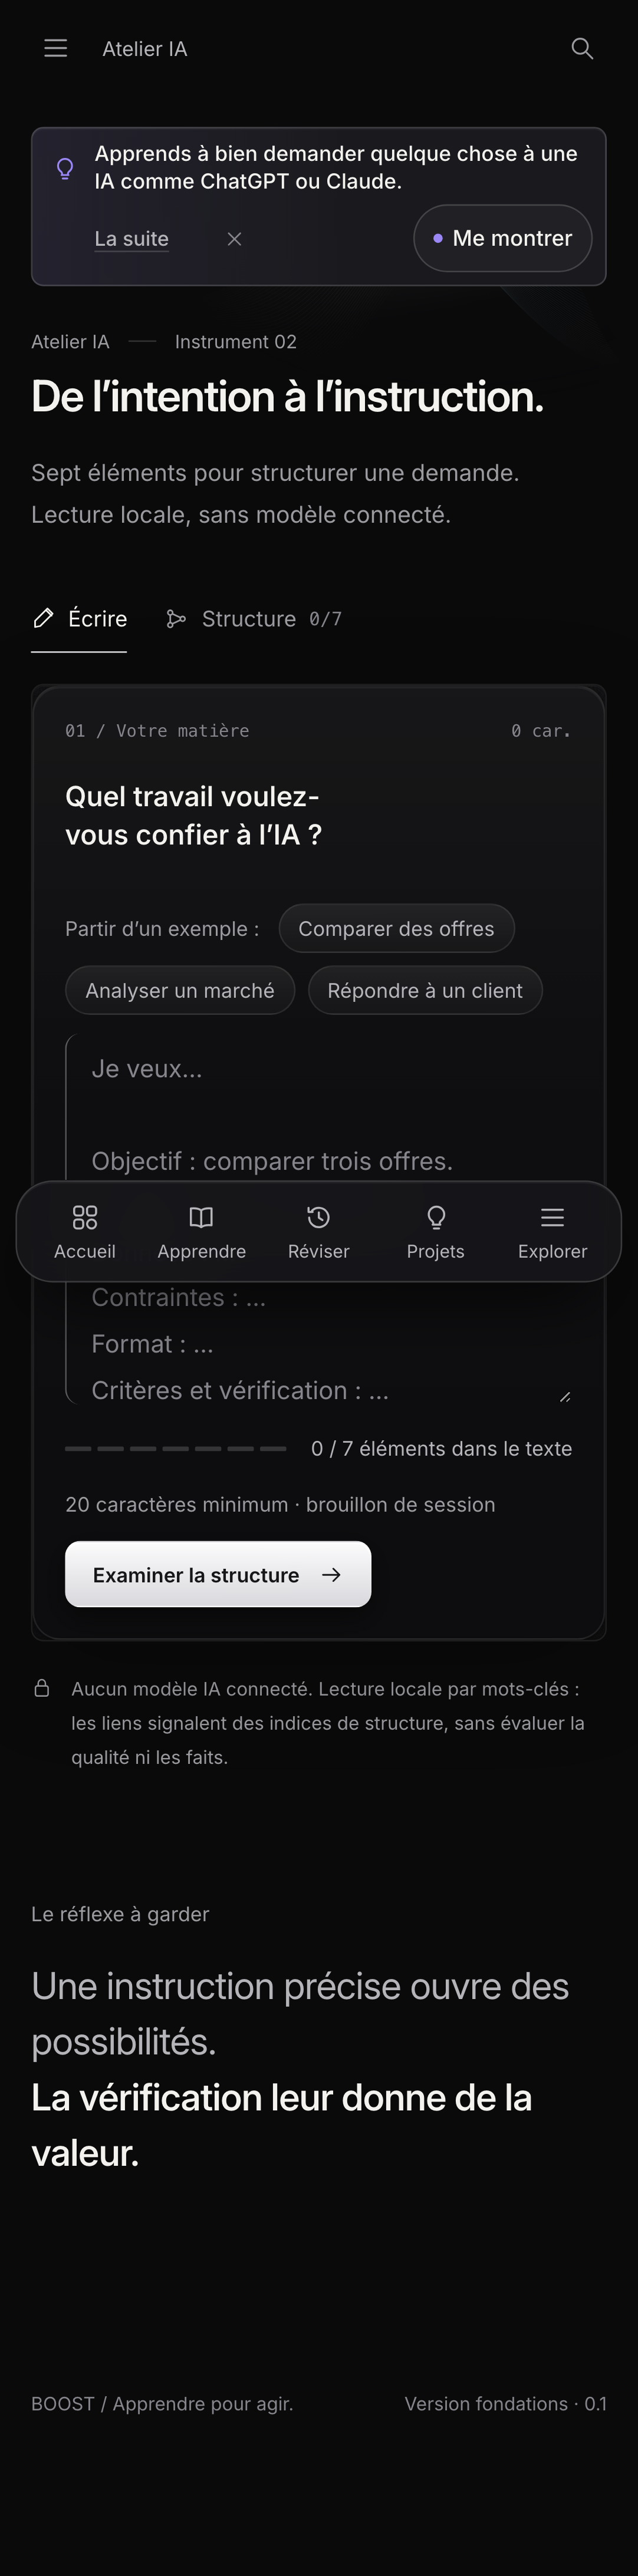 Atelier IA
Apprends à bien demander quelque chose à une
IA comme ChatGPT ou Claude.
La suite
Me montrer
Atelier IA — Instrument 02
De l’intention à l’instruction.
Sept éléments pour structurer une demande.
Lecture locale, sans modèle connecté.
Écrire
Structure 0/7
01 / Votre matière
0 car.
Quel travail voulez-
vous confier à l’IA ?
Partir d’un exemple :
Comparer des offres
Analyser un marché
Répondre à un client
Je veux…
Objectif : comparer trois offres.
Accueil
Apprendre
Réviser
Projets
Explorer
Contraintes : …
Format : …
Critères et vérification : …
0 / 7 éléments dans le texte
20 caractères minimum · brouillon de session
Examiner la structure
Aucun modèle IA connecté. Lecture locale par mots-clés :
les liens signalent des indices de structure, sans évaluer la
qualité ni les faits.
Le réflexe à garder
Une instruction précise ouvre des
possibilités.
La vérification leur donne de la
valeur.
BOOST / Apprendre pour agir.
Version fondations · 0.1